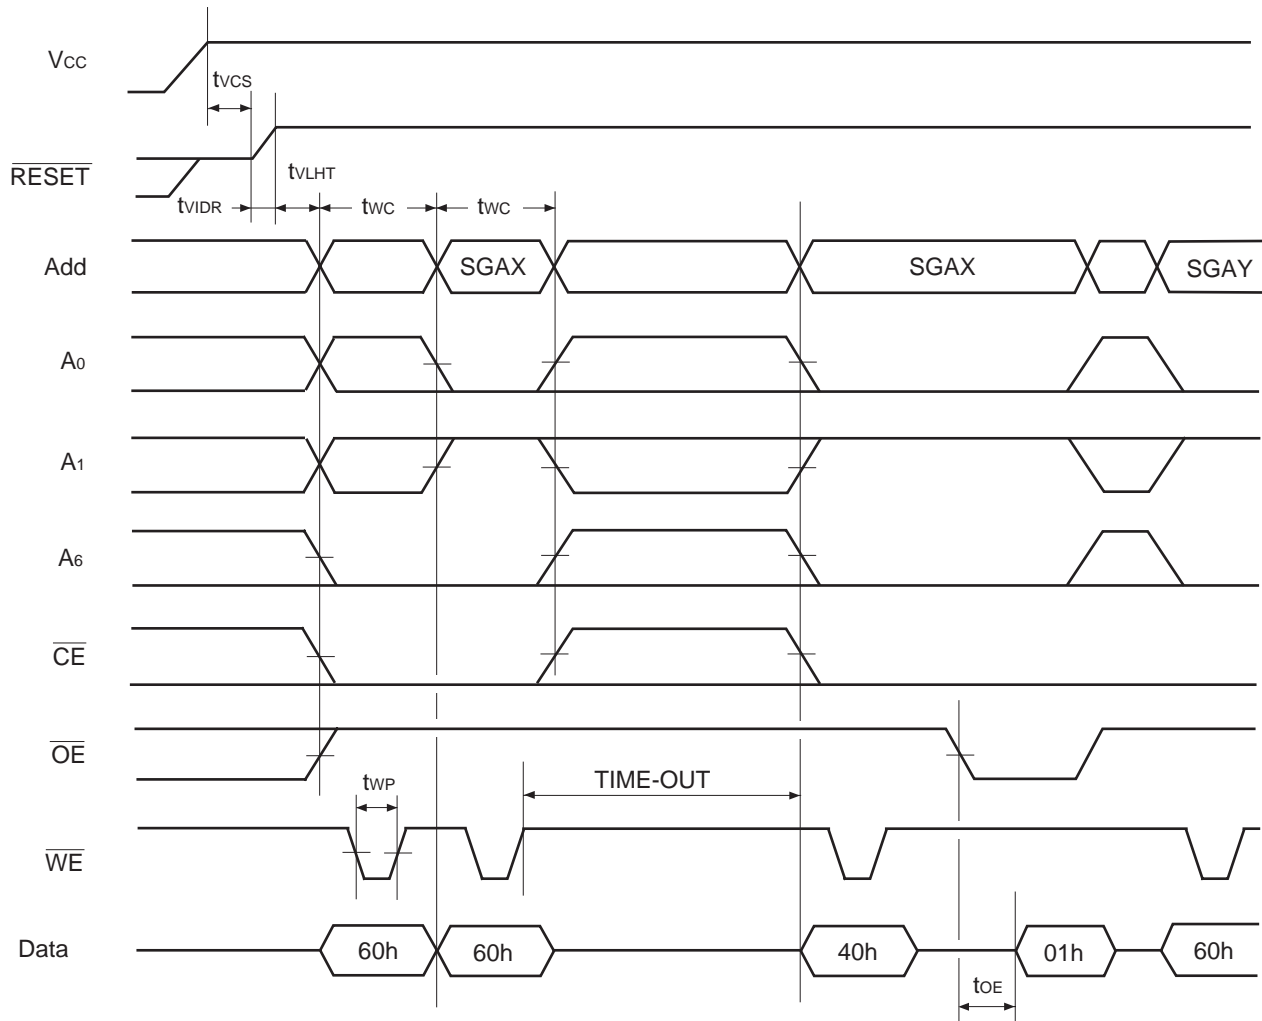 VCC
tVCS
RESET
tVLHT
tVIDR
tWC
tWC
Add
SGAX
SGAX
SGAY
A0
A1
A6
CE
OE
tWP
TIME-OUT
WE
Data
60h
60h
40h
01h
60h
tOE